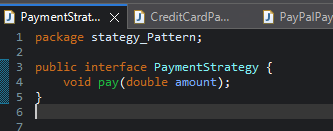 PaymentStrat...
CreditCardPa...
PayPalPay
1 package stategy_Pattern;
2
3 public interface PaymentStrategy {
4 void pay(double amount);
5 }
6